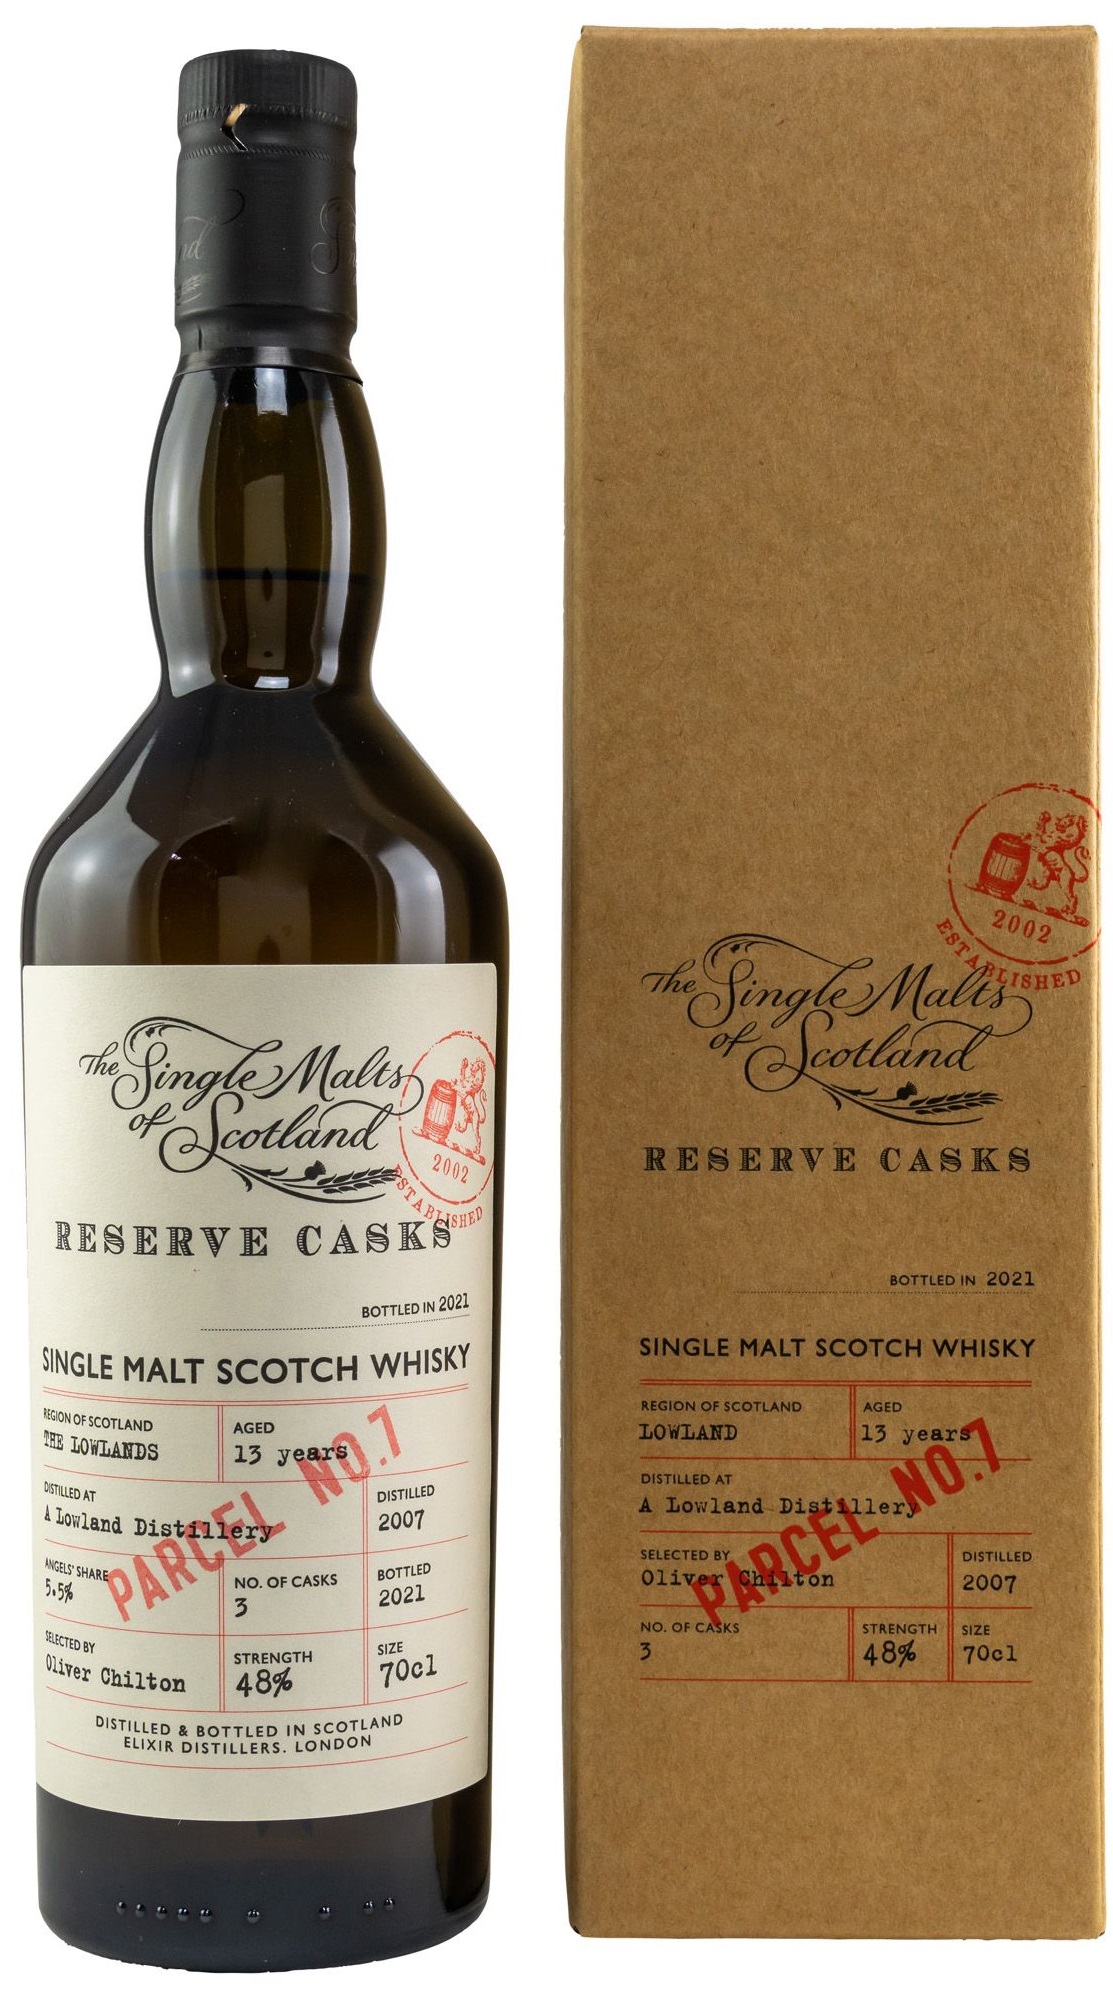 The Single Malts
of Scotland
2002
ESTABLISHED
RESERVE CASKS
BOTTLED IN 2021
SINGLE MALT SCOTCH WHISKY
REGION OF SCOTLAND
THE LOWLANDS
AGED
13 years
PARCEL NO.7
DISTILLED AT
A Lowland Distillery
DISTILLED
2007
ANGELS' SHARE
5.5%
NO. OF CASKS
3
BOTTLED
2021
SELECTED BY
Oliver Chilton
STRENGTH
48%
SIZE
70cl
DISTILLED & BOTTLED IN SCOTLAND
ELIXIR DISTILLERS. LONDON
2002
ESTABLISHED
The Single Malts
of Scotland
RESERVE CASKS
BOTTLED IN 2021
SINGLE MALT SCOTCH WHISKY
REGION OF SCOTLAND
LOWLAND
AGED
13 years
PARCEL NO.7
DISTILLED AT
A Lowland Distillery
SELECTED BY
Oliver Chilton
DISTILLED
2007
NO. OF CASKS
3
STRENGTH
48%
SIZE
70cl